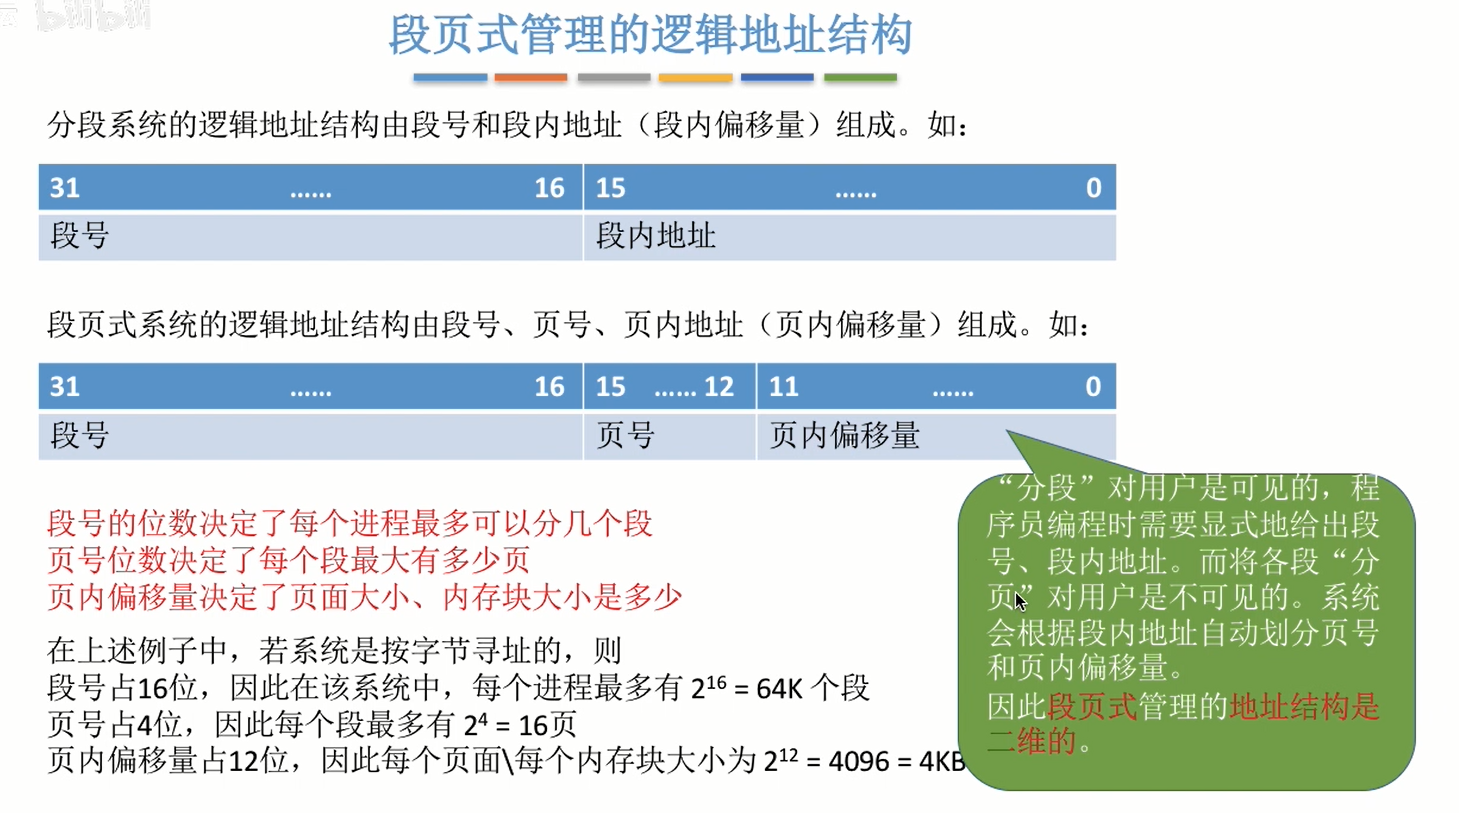 bilibili
段页式管理的逻辑地址结构
分段系统的逻辑地址结构由段号和段内地址（段内偏移量）组成。如：
31 …… 16 15 …… 0
段号 段内地址
段页式系统的逻辑地址结构由段号、页号、页内地址（页内偏移量）组成。如：
31 …… 16 15 …… 12 11 …… 0
段号 页号 页内偏移量
段号的位数决定了每个进程最多可以分几个段
页号位数决定了每个段最大有多少页
页内偏移量决定了页面大小、内存块大小是多少
在上述例子中，若系统是按字节寻址的，则
段号占16位，因此在该系统中，每个进程最多有 2¹⁶ = 64K 个段
页号占4位，因此每个段最多有 2⁴ = 16页
页内偏移量占12位，因此每个页面\每个内存块大小为 2¹² = 4096 = 4KB
“分段”对用户是可见的，程
序员编程时需要显式地给出段
号、段内地址。而将各段“分
页”对用户是不可见的。系统
会根据段内地址自动划分页号
和页内偏移量。
因此段页式管理的地址结构是
二维的。